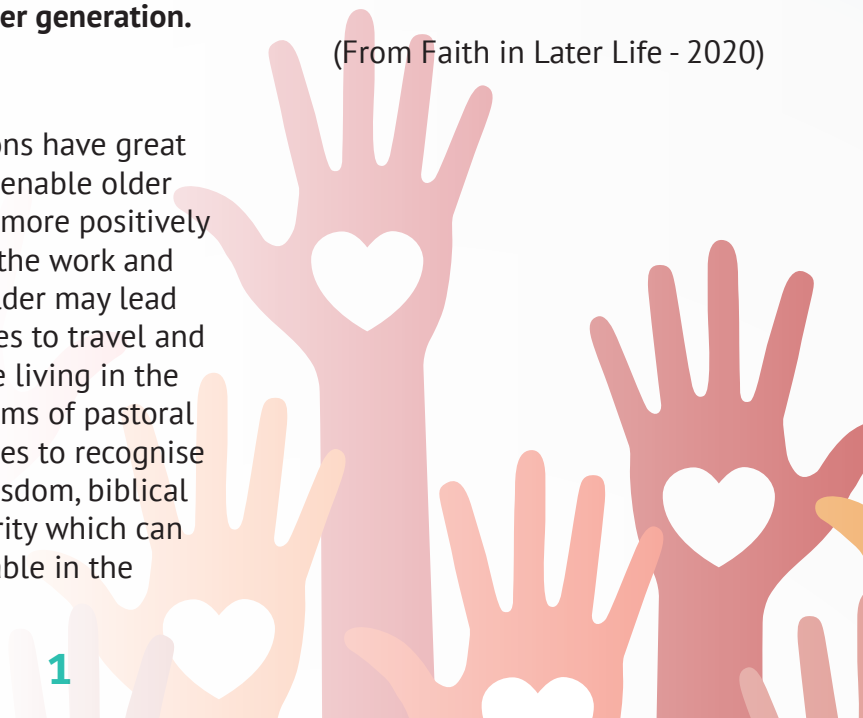 er generation.
(From Faith in Later Life - 2020)
ons have great
enable older
more positively
the work and
lder may lead
es to travel and
e living in the
ms of pastoral
es to recognise
sdom, biblical
rity which can
able in the
1